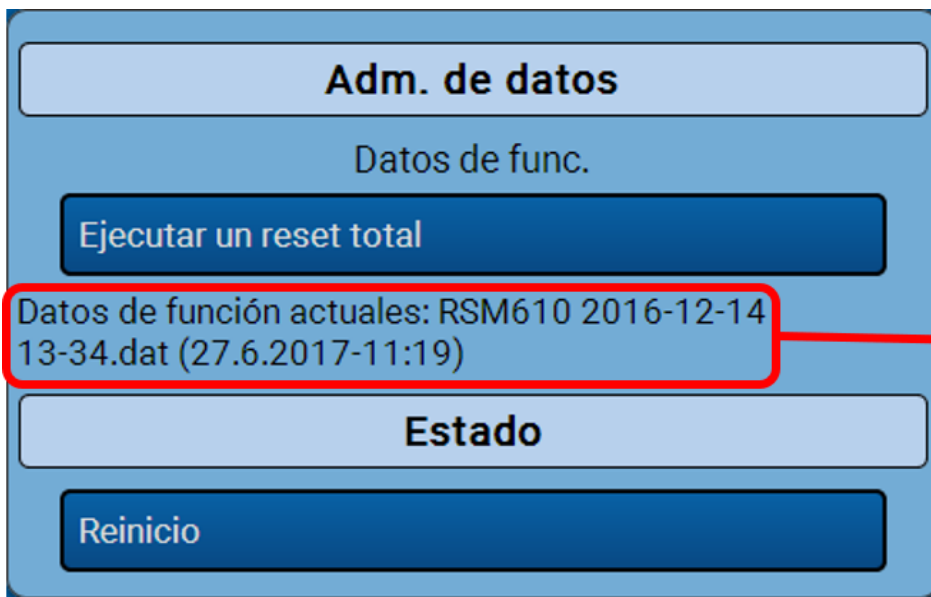 Adm. de datos
Datos de func.
Ejecutar un reset total
Datos de función actuales: RSM610 2016-12-14
13-34.dat (27.6.2017-11:19)
Estado
Reinicio